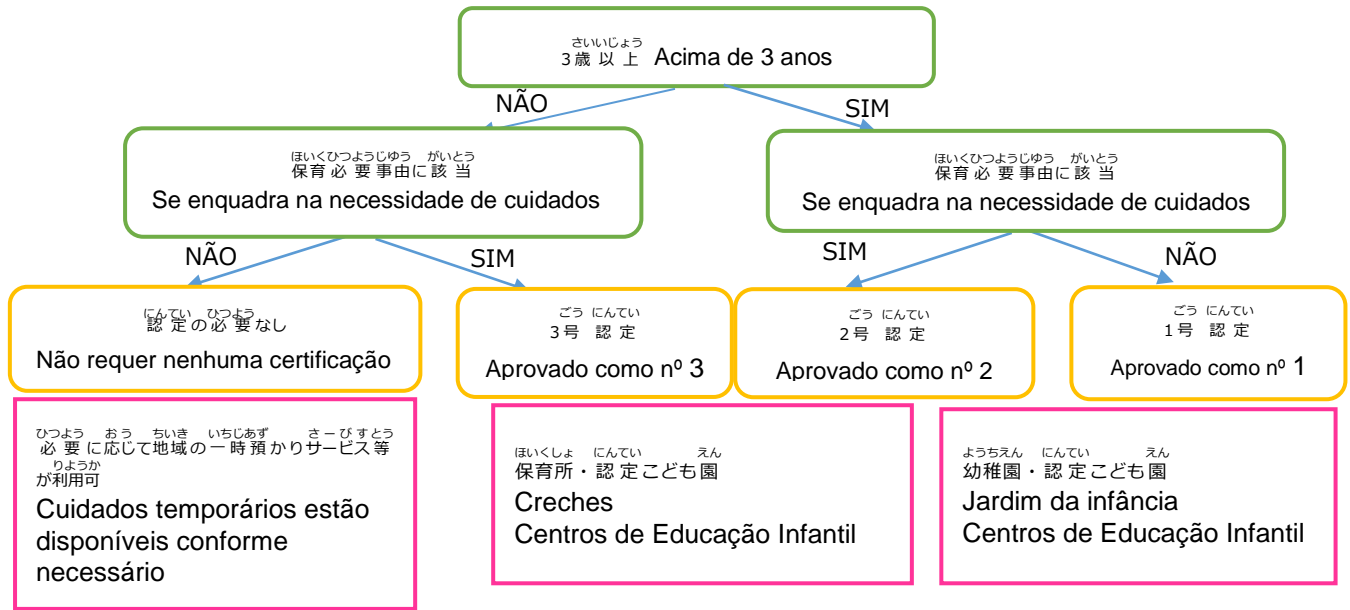 さいいじょう
3歳以上 Acima de 3 anos
NÃO
SIM
ほいくひつようじゆう がいとう
保育必要事由に該当
Se enquadra na necessidade de cuidados
ほいくひつようじゆう がいとう
保育必要事由に該当
Se enquadra na necessidade de cuidados
NÃO
SIM
SIM
NÃO
にんてい ひつよう
認定の必要なし
Não requer nenhuma certificação
ごう にんてい
3号 認定
Aprovado como nº 3
ごう にんてい
2号 認定
Aprovado como nº 2
ごう にんてい
1号 認定
Aprovado como nº 1
ひつよう おう ちいき いちじあず さーびすとう
必要に応じて地域の一時預かりサービス等
りようか
が利用可
Cuidados temporários estão
disponíveis conforme
necessário
ほいくしょ にんてい えん
保育所・認定こども園
Creches
Centros de Educação Infantil
ようちえん にんてい えん
幼稚園・認定こども園
Jardim da infância
Centros de Educação Infantil